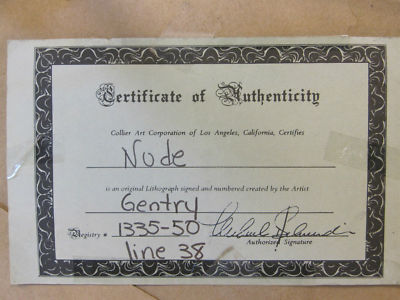 Certificate of Authenticity
Collier Art Corporation of Los Angeles, California, Certifies
Nude
is an original Lithograph signed and numbered created by the Artist
Gentry
Registry # 1335-50
Authorized Signature
line 38